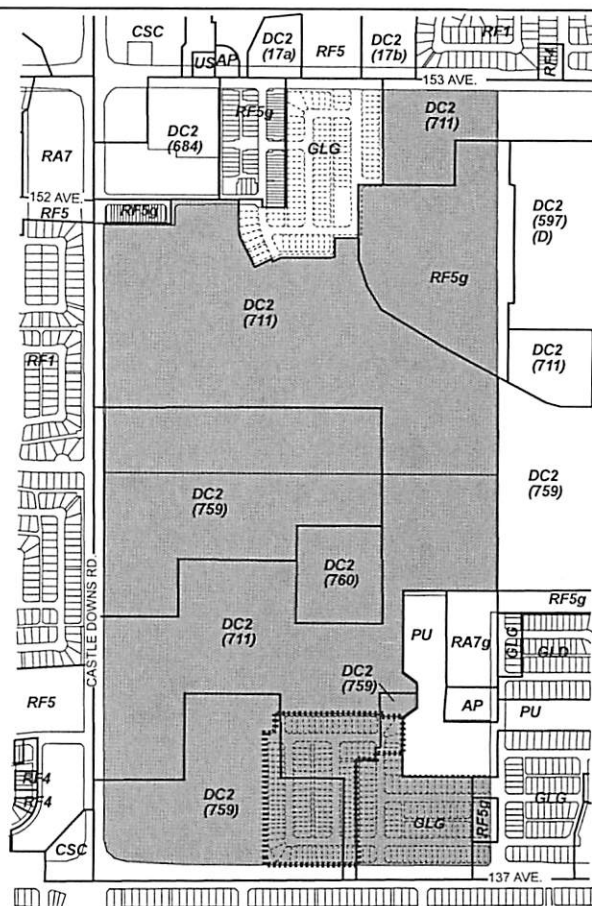 CSC
DC2
(17a)
RF5
DC2
(17b)
RF1
RF4
US
AP
153 AVE.
RA7
DC2
(684)
RF5g
GLG
DC2
(711)
152 AVE.
RF5
RF5g
DC2
(597)
(D)
RF5g
DC2
(711)
RF1
DC2
(711)
DC2
(759)
DC2
(759)
CASTLE DOWNS RD.
DC2
(760)
RF5g
DC2
(711)
PU
RA7g
GLG
GLD
DC2
(759)
AP
PU
RF5
RF4
RF4
DC2
(759)
GLG
RF5g
GLG
CSC
137 AVE.